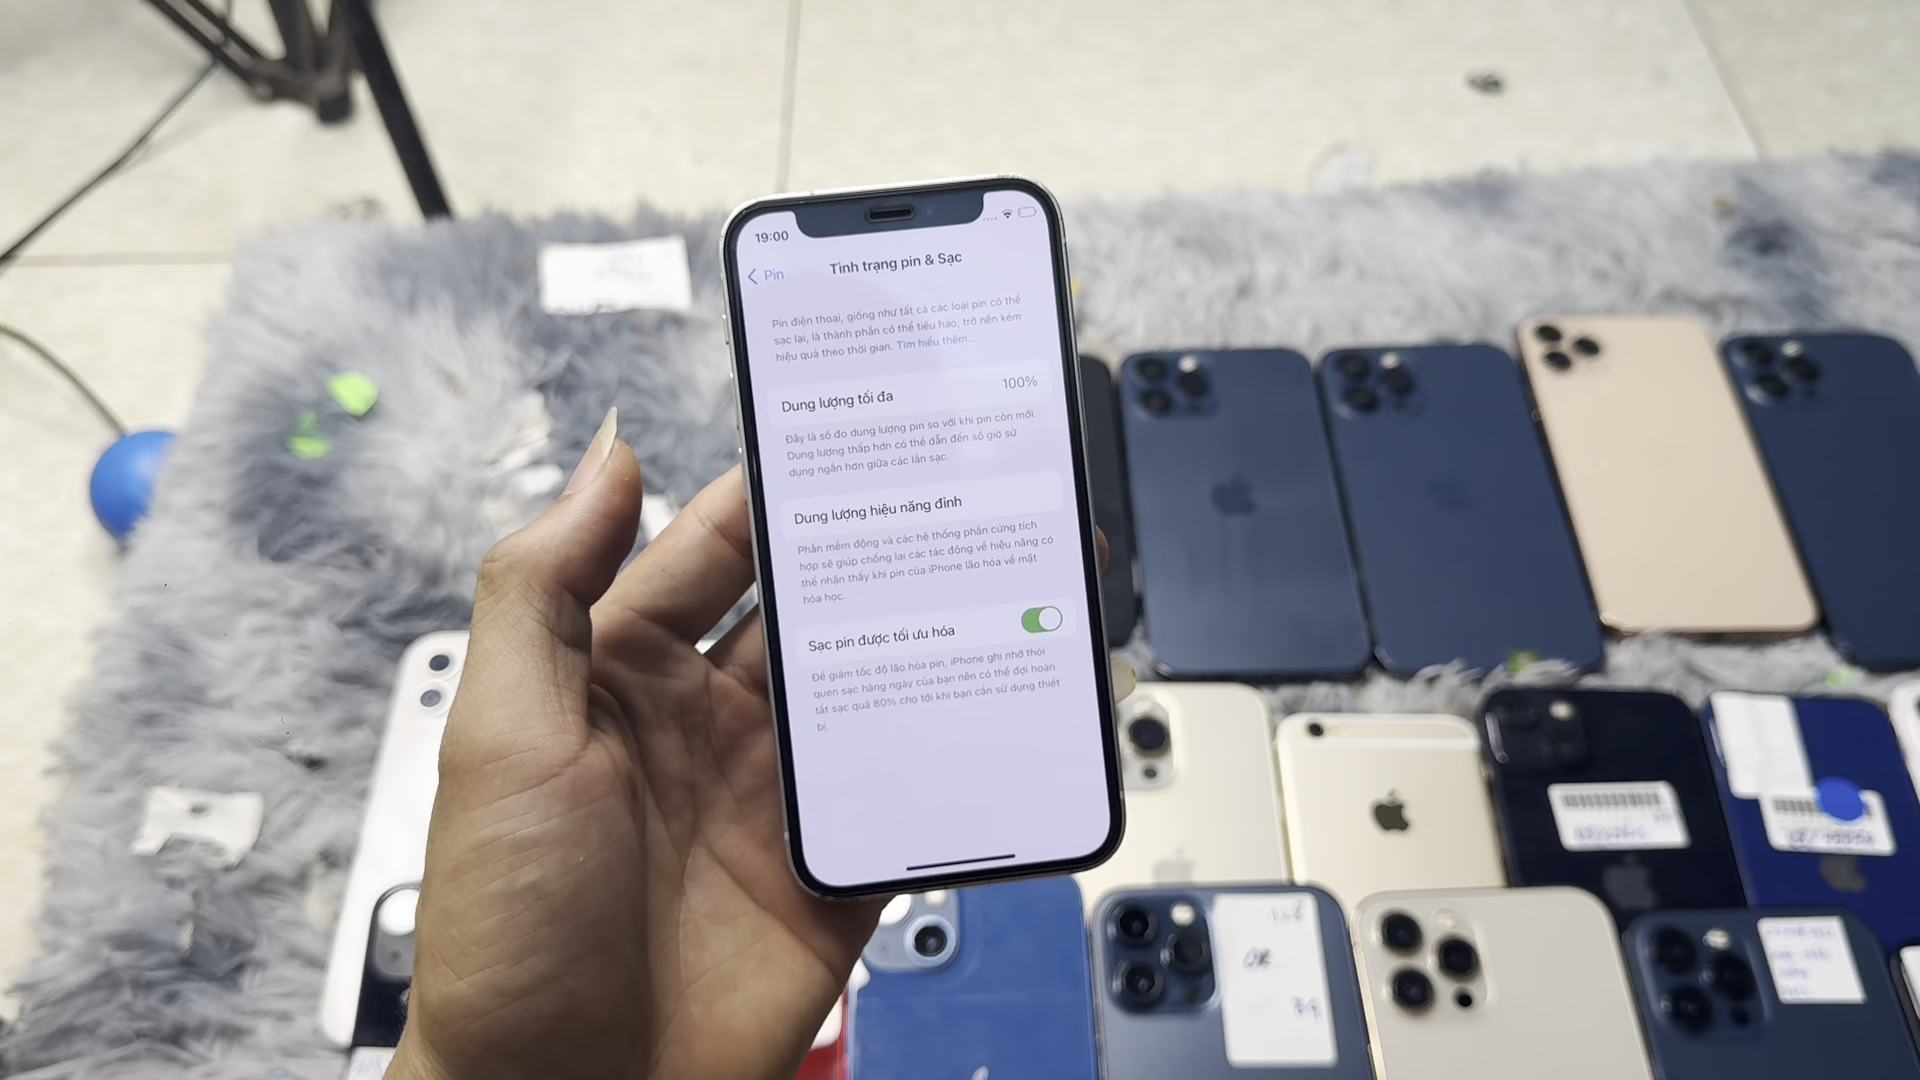 19:00
Pin
Tình trạng pin & Sạc
Pin điện thoại, giống như tất cả các loại pin có thể
sạc lại, là thành phần có thể tiêu hao, trở nên kém
hiệu quả theo thời gian. Tìm hiểu thêm...
Dung lượng tối đa
100%
Đây là số đo dung lượng pin so với khi pin còn mới.
Dung lượng thấp hơn có thể dẫn đến số giờ sử
dụng ngắn hơn giữa các lần sạc.
Dung lượng hiệu năng đỉnh
Phần mềm động và các hệ thống phần cứng tích
hợp sẽ giúp chống lại các tác động về hiệu năng có
thể nhận thấy khi pin của iPhone lão hóa về mặt
hóa học.
Sạc pin được tối ưu hóa
Để giảm tốc độ lão hóa pin, iPhone ghi nhớ thói
quen sạc hàng ngày của bạn nên có thể đợi hoàn
tất sạc quá 80% cho tới khi bạn cần sử dụng thiết
bị.